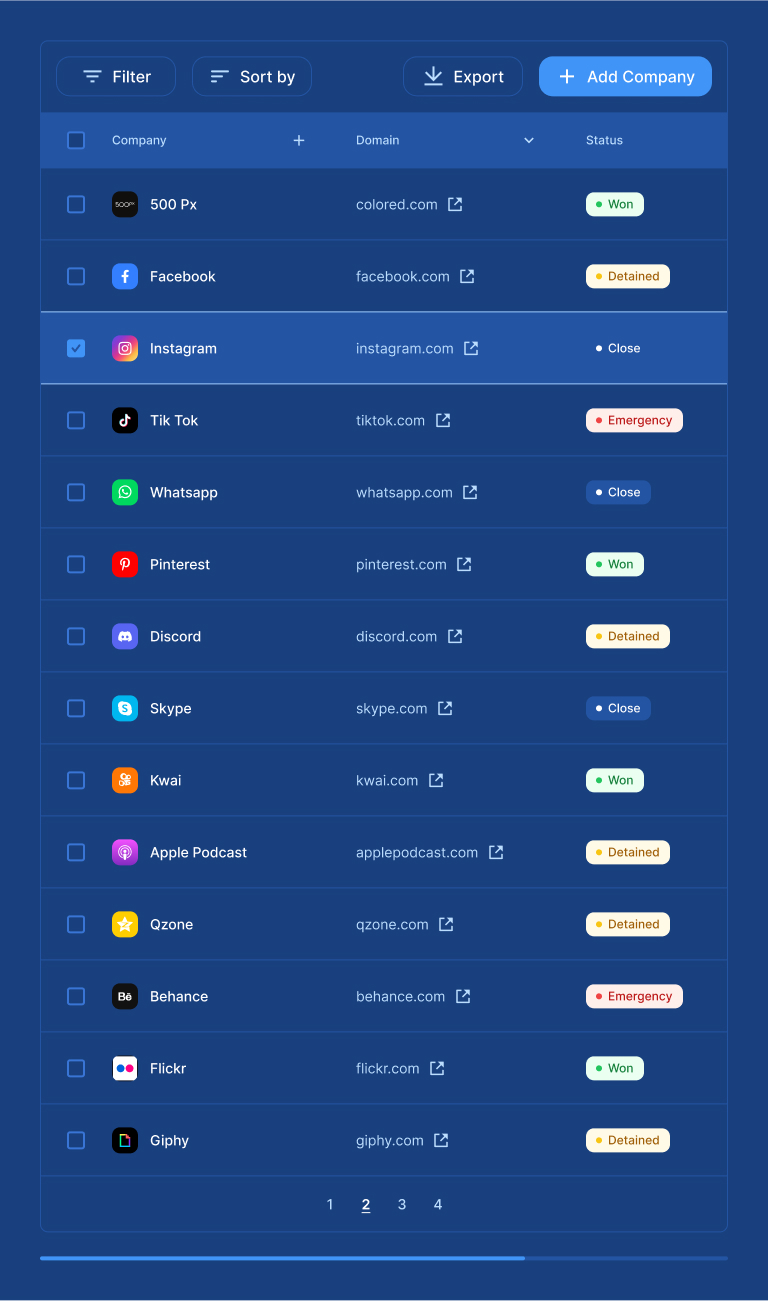 Filter Sort by Export Add Company
Company Domain Status
500px 500 Px colored.com Won
Facebook facebook.com Detained
Instagram instagram.com Close
Tik Tok tiktok.com Emergency
Whatsapp whatsapp.com Close
Pinterest pinterest.com Won
Discord discord.com Detained
Skype skype.com Close
Kwai kwai.com Won
Apple Podcast applepodcast.com Detained
Qzone qzone.com Detained
Bē Behance behance.com Emergency
Flickr flickr.com Won
Giphy giphy.com Detained
1 2 3 4